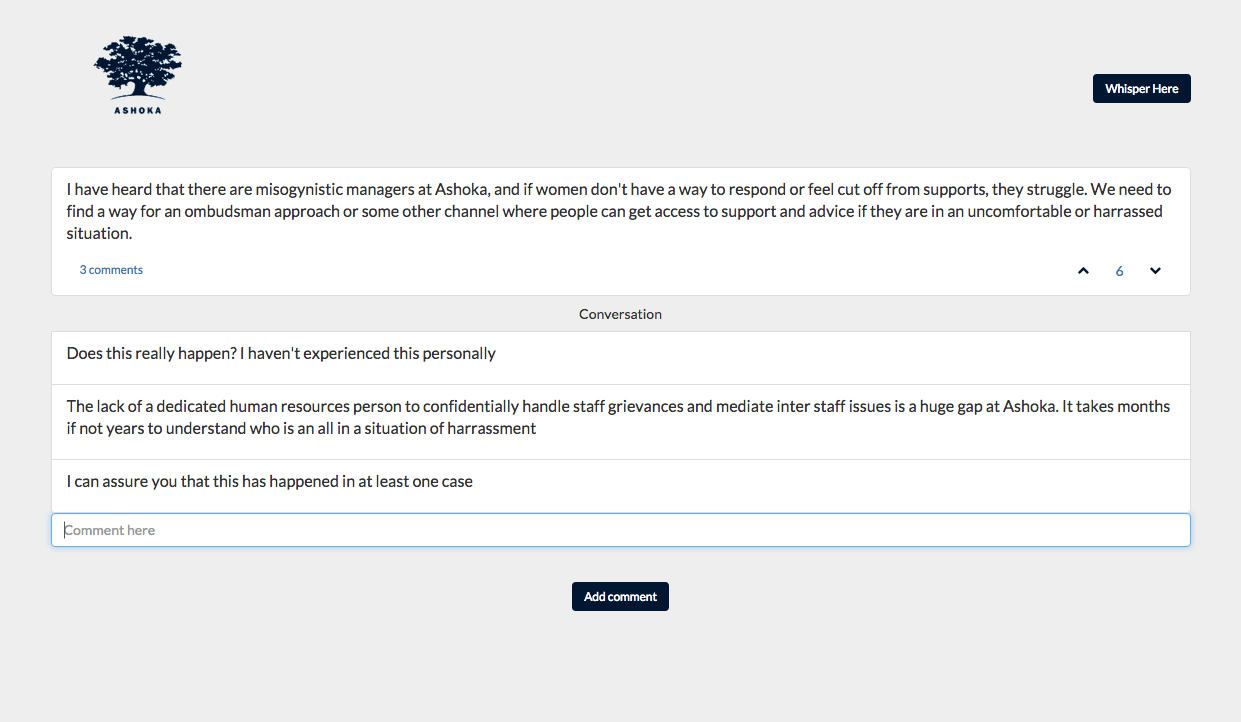 ASHOKA
Whisper Here
I have heard that there are misogynistic managers at Ashoka, and if women don't have a way to respond or feel cut off from supports, they struggle. We need to
find a way for an ombudsman approach or some other channel where people can get access to support and advice if they are in an uncomfortable or harrassed
situation.
3 comments
6
Conversation
Does this really happen? I haven't experienced this personally
The lack of a dedicated human resources person to confidentially handle staff grievances and mediate inter staff issues is a huge gap at Ashoka. It takes months
if not years to understand who is an all in a situation of harrassment
I can assure you that this has happened in at least one case
Comment here
Add comment